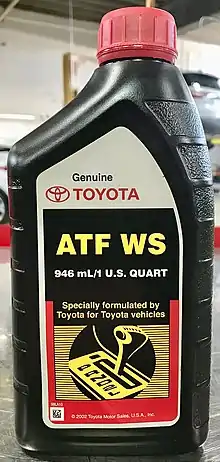 Genuine
TOYOTA
ATF WS
946 mL/1 U.S. QUART
Specially formulated by
Toyota for Toyota vehicles
© 2002 Toyota Motor Sales, U.S.A., Inc.